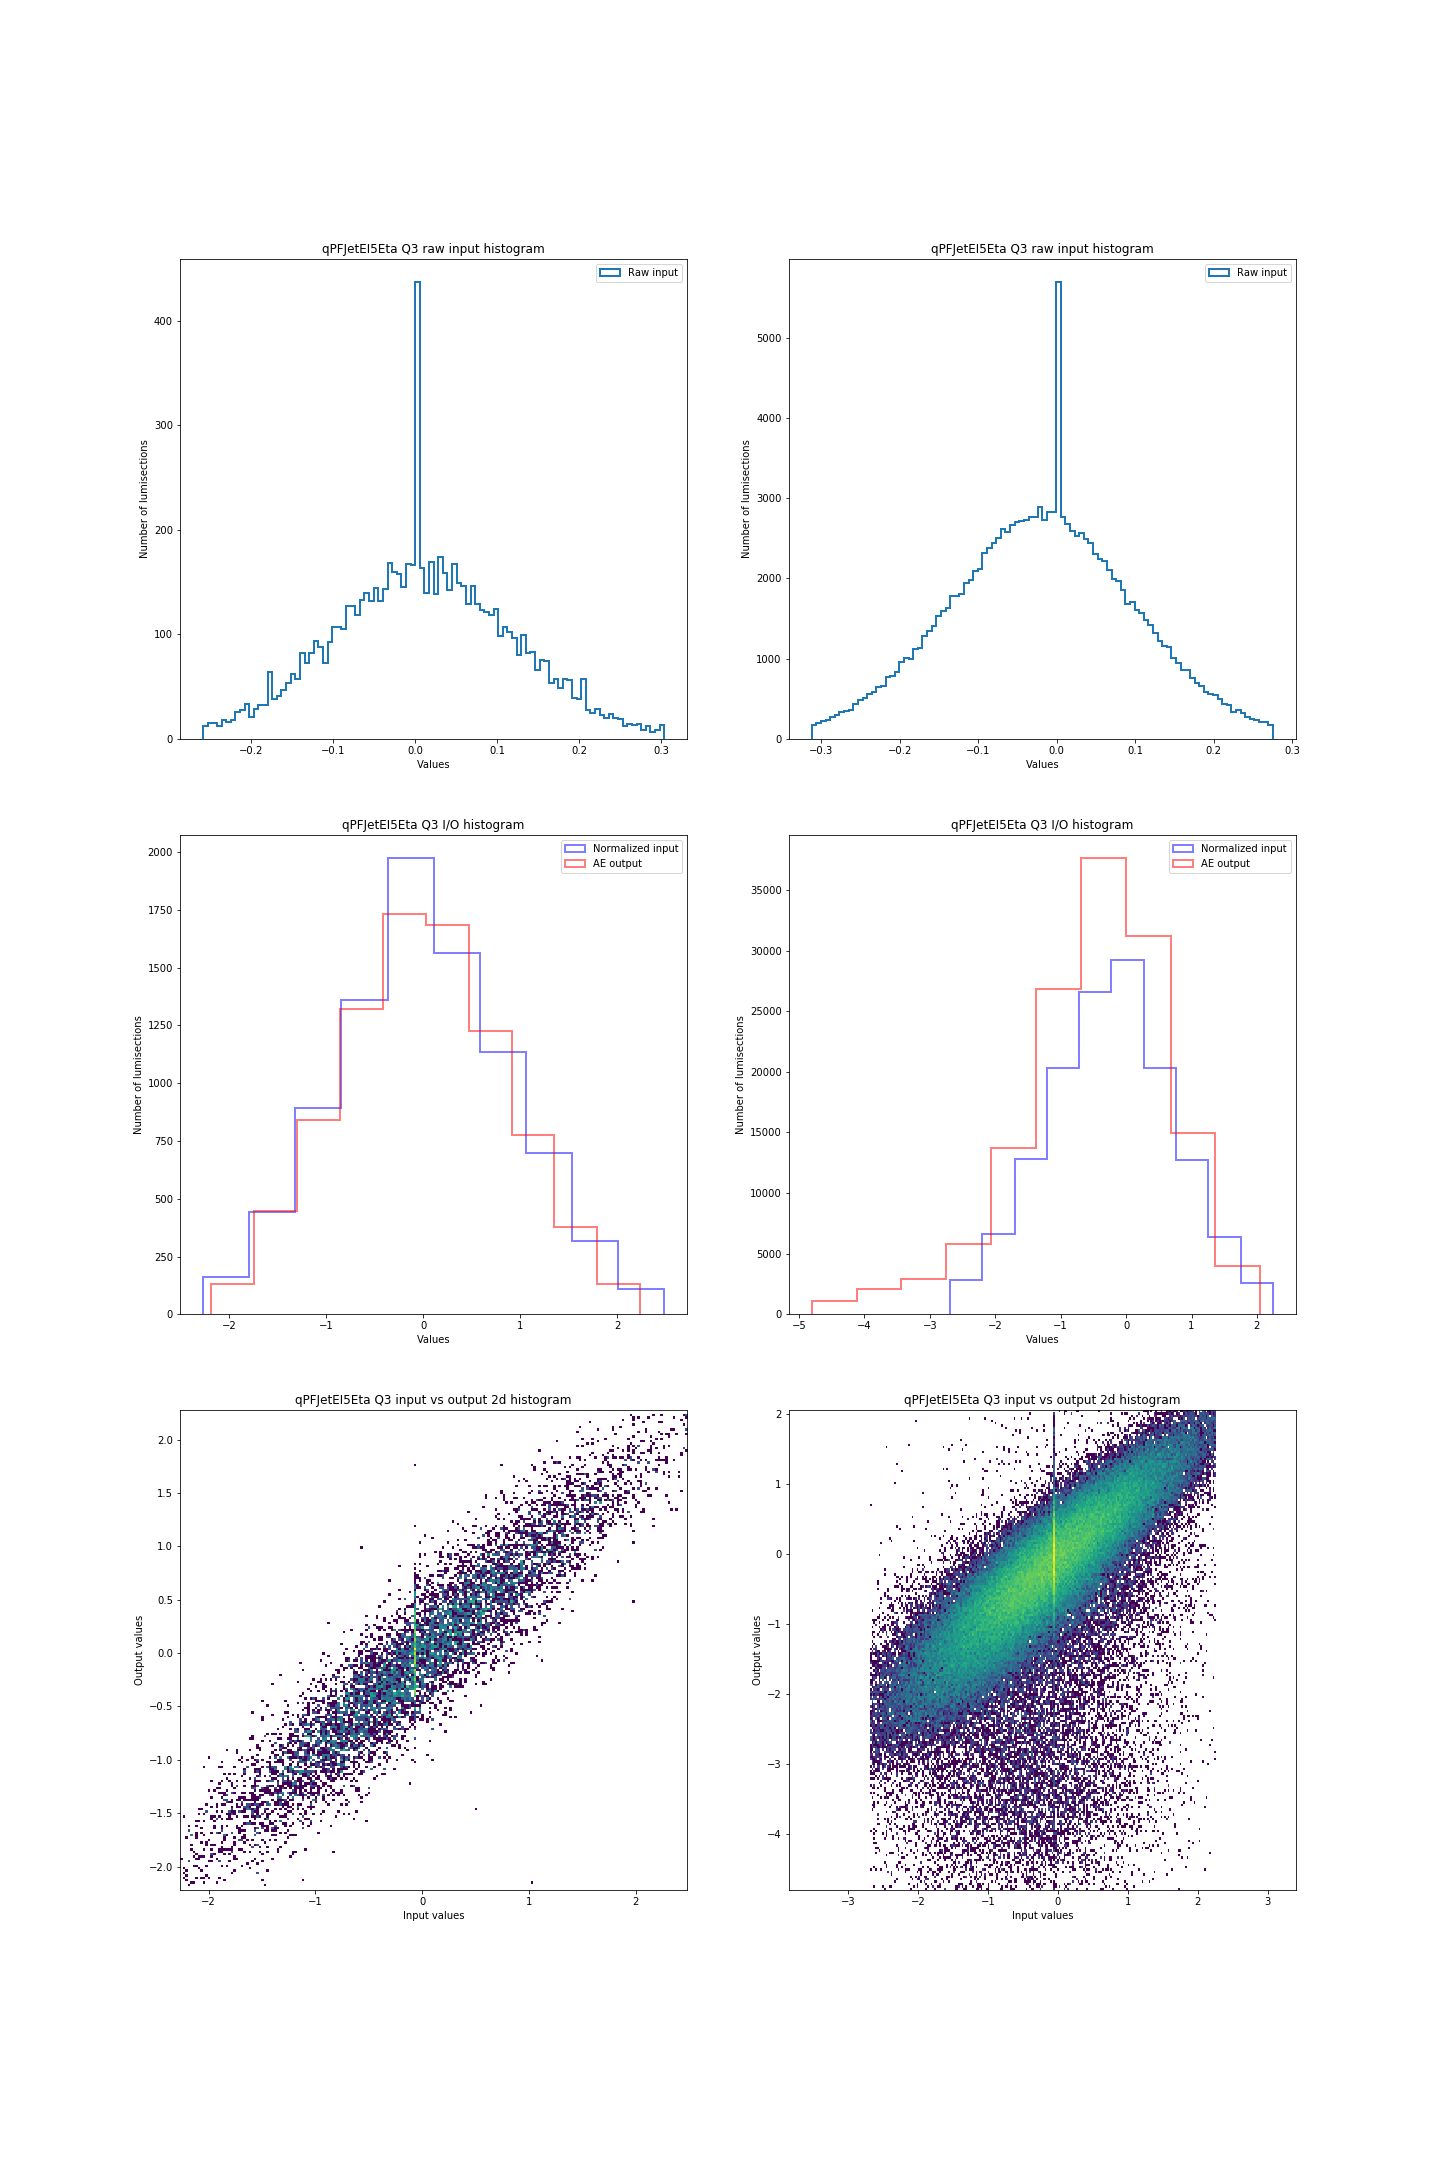 qPFJetEI5Eta Q3 raw input histogram
Raw input
400
300
200
100
0
Number of lumisections
−0.2 −0.1 0.0 0.1 0.2 0.3
Values
qPFJetEI5Eta Q3 raw input histogram
Raw input
5000
4000
3000
2000
1000
0
Number of lumisections
−0.3 −0.2 −0.1 0.0 0.1 0.2 0.3
Values
qPFJetEI5Eta Q3 I/O histogram
Normalized input
AE output
2000
1750
1500
1250
1000
750
500
250
0
Number of lumisections
−2 −1 0 1 2
Values
qPFJetEI5Eta Q3 I/O histogram
Normalized input
AE output
35000
30000
25000
20000
15000
10000
5000
0
Number of lumisections
−5 −4 −3 −2 −1 0 1 2
Values
qPFJetEI5Eta Q3 input vs output 2d histogram
2.0
1.5
1.0
0.5
0.0
−0.5
−1.0
−1.5
−2.0
Output values
−2 −1 0 1 2
Input values
qPFJetEI5Eta Q3 input vs output 2d histogram
2
1
0
−1
−2
−3
−4
Output values
−3 −2 −1 0 1 2 3
Input values